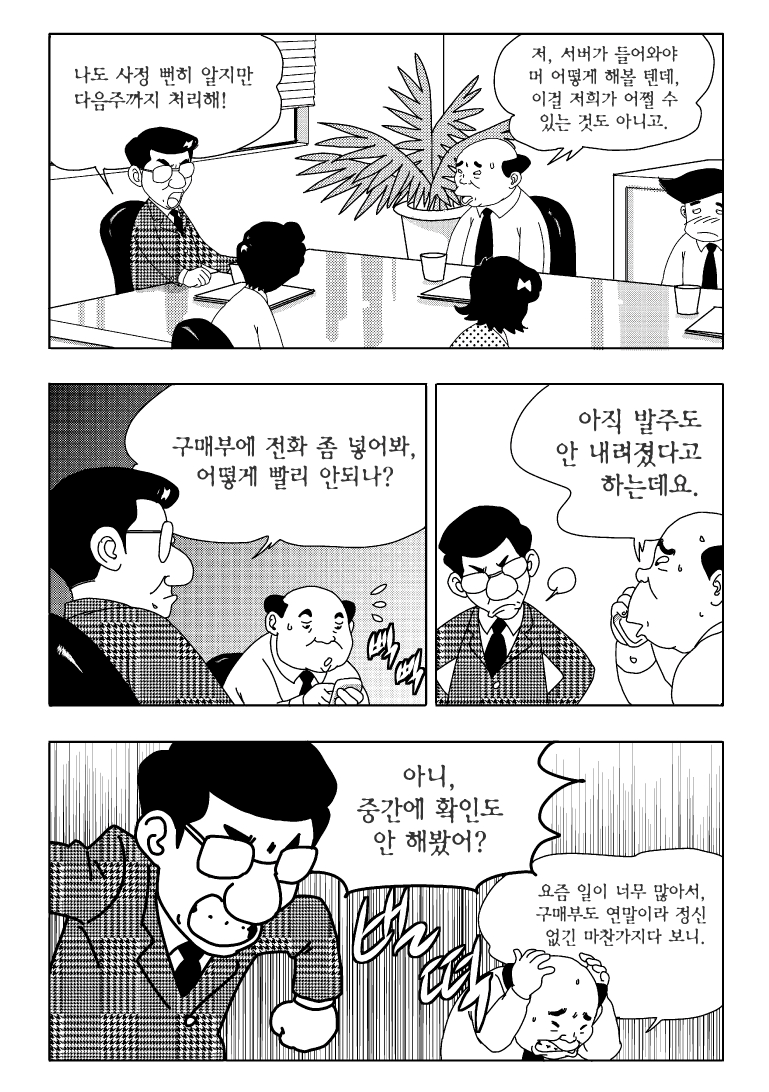 나도 사정 뻔히 알지만
다음주까지 처리해!
저, 서버가 들어와야
머 어떻게 해볼 텐데,
이걸 저희가 어쩔 수
있는 것도 아니고.
구매부에 전화 좀 넣어봐,
어떻게 빨리 안되나?
삑
삑
아직 발주도
안 내려졌다고
하는데요.
아니,
중간에 확인도
안 해봤어?
버얼
떡
요즘 일이 너무 많아서,
구매부도 연말이라 정신
없긴 마찬가지다 보니.